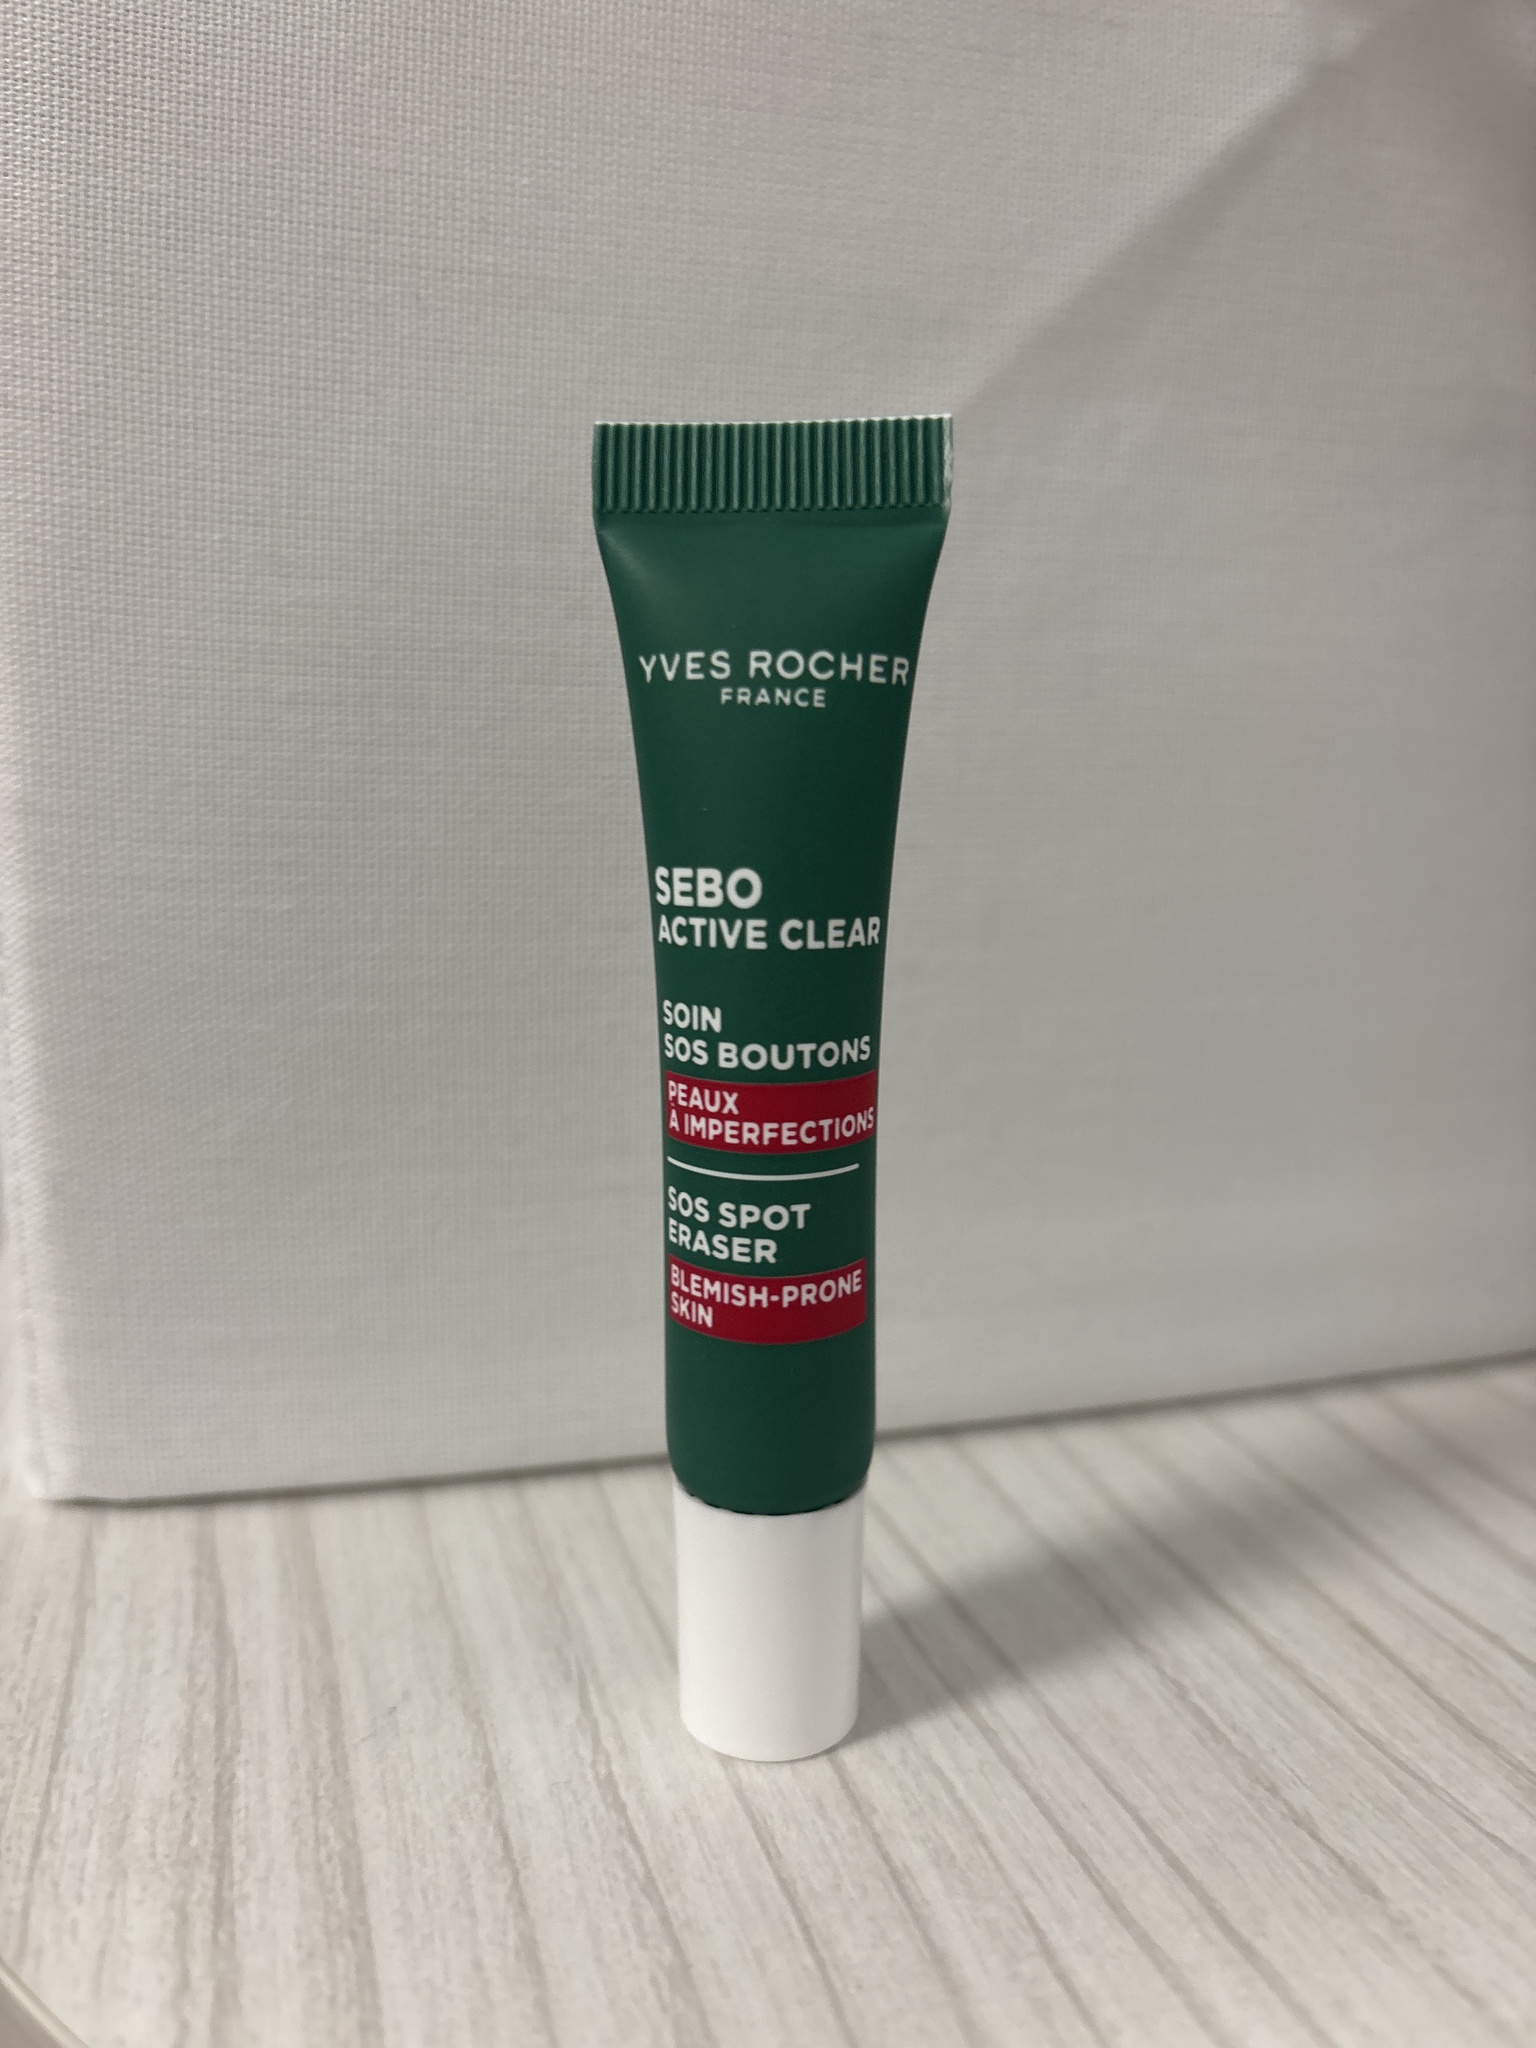 YVES ROCHER
FRANCE
SEBO
ACTIVE CLEAR
SOIN
SOS BOUTONS
PEAUX
À IMPERFECTIONS
SOS SPOT
ERASER
BLEMISH-PRONE
SKIN